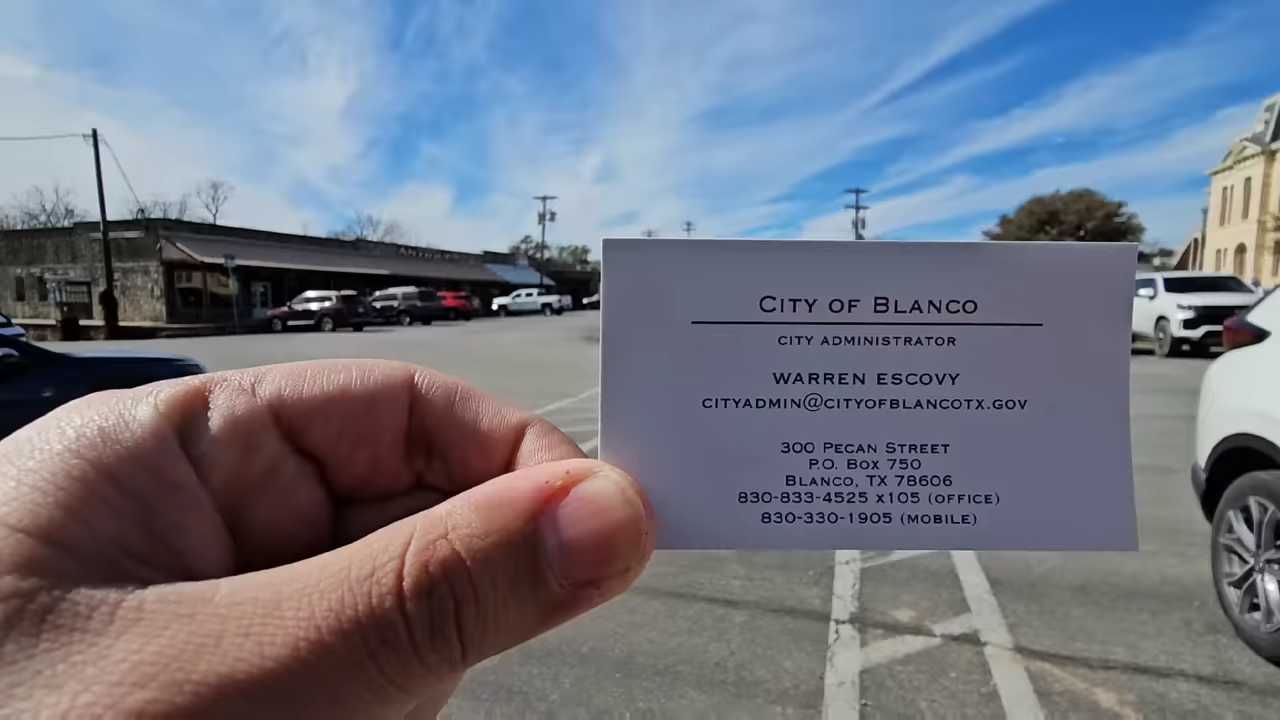 ANTIQUES
City of Blanco
CITY ADMINISTRATOR
WARREN ESCOVY
CITYADMIN@CITYOFBLANCOTX.GOV
300 Pecan Street
P.O. Box 750
Blanco, TX 78606
830-833-4525 x105 (OFFICE)
830-330-1905 (MOBILE)